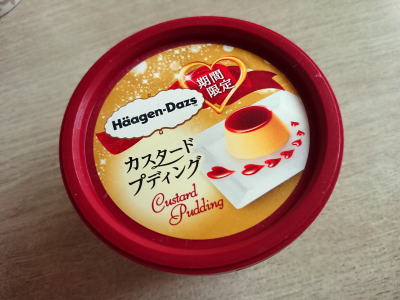 期間
限定
Häagen-Dazs
カスタード
プディング
Custard
Pudding